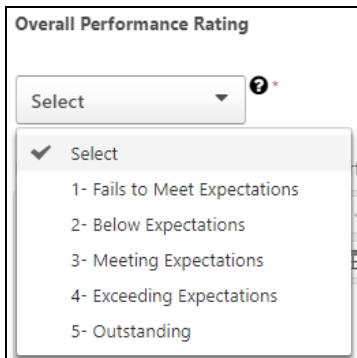 Overall Performance Rating
Select
? *
Select
1- Fails to Meet Expectations
2- Below Expectations
3- Meeting Expectations
4- Exceeding Expectations
5- Outstanding